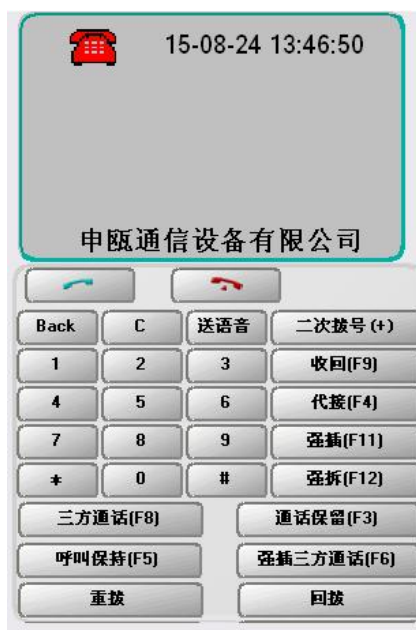 15-08-24 13:46:50
申瓯通信设备有限公司
Back C 送语音 二次拨号(+)
1 2 3 收回(F9)
4 5 6 代接(F4)
7 8 9 强插(F11)
* 0 # 强拆(F12)
三方通话(F8) 通话保留(F3)
呼叫保持(F5) 强插三方通话(F6)
重拨 回拨